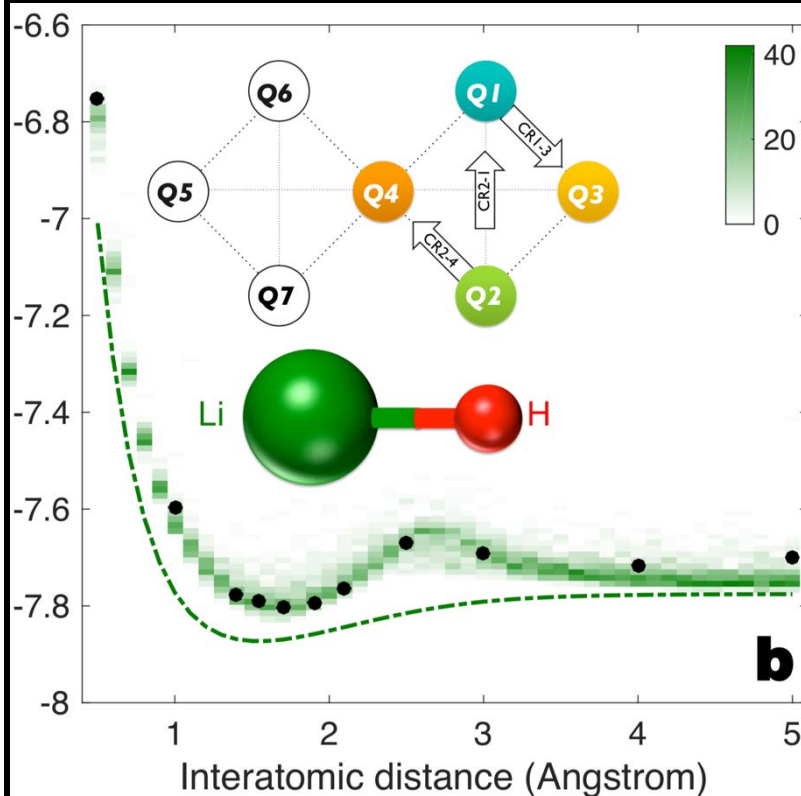 -6.6
-6.8
-7
-7.2
-7.4
-7.6
-7.8
-8
40
20
0
Q6
Q1
CR1-3
Q5
Q4
CR2-1
Q3
CR2-4
Q7
Q2
Li
H
b
1
2
3
4
5
Interatomic distance (Angstrom)